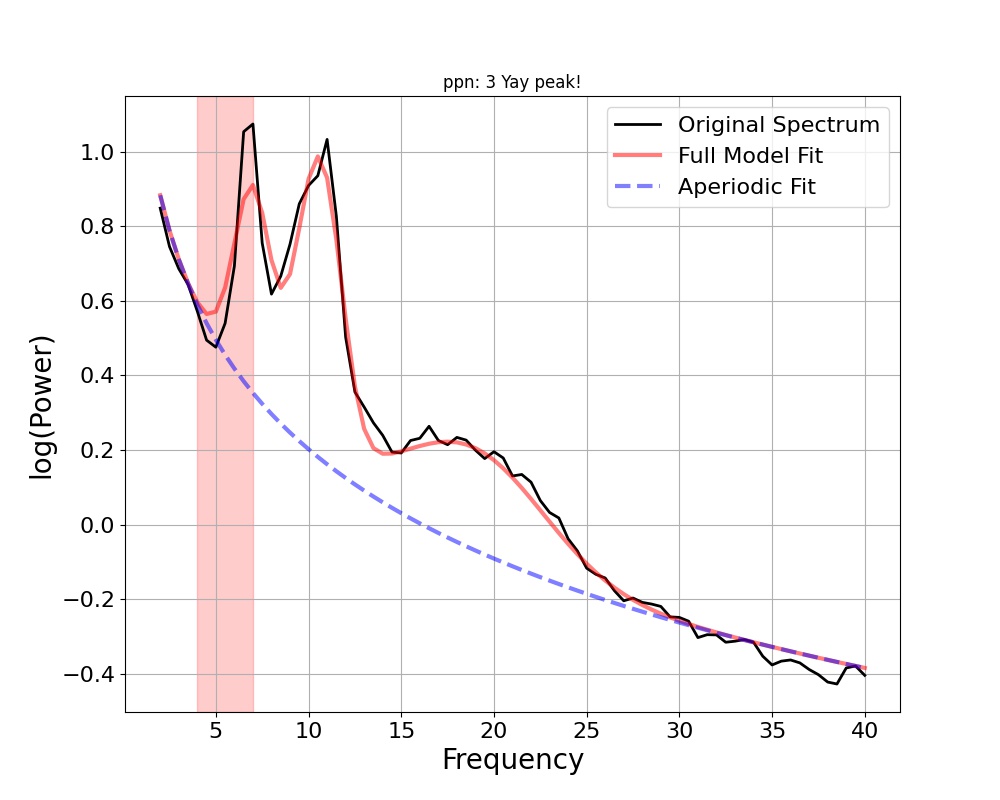 ppn: 3 Yay peak!
Original Spectrum
Full Model Fit
Aperiodic Fit
log(Power)
1.0
0.8
0.6
0.4
0.2
0.0
−0.2
−0.4
5 10 15 20 25 30 35 40
Frequency